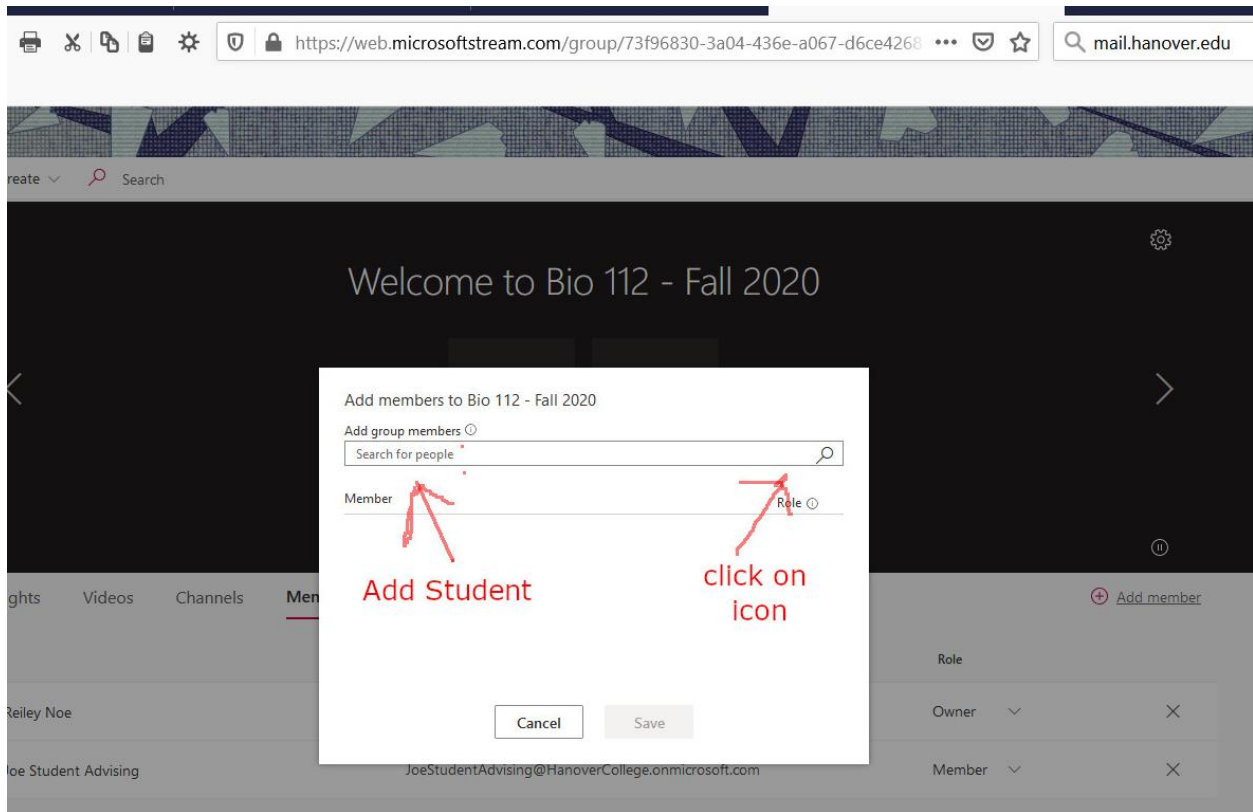 https://web.microsoftstream.com/group/73f96830-3a04-436e-a067-d6ce4268
mail.hanover.edu
reate
Search
Welcome to Bio 112 - Fall 2020
Add members to Bio 112 - Fall 2020
Add group members
Search for people
Member
Role
Add Student
click on
icon
ghts Videos Channels Men
Add member
Role
Cancel Save
Reiley Noe Owner
oe Student Advising JoeStudentAdvising@HanoverCollege.onmicrosoft.com Member